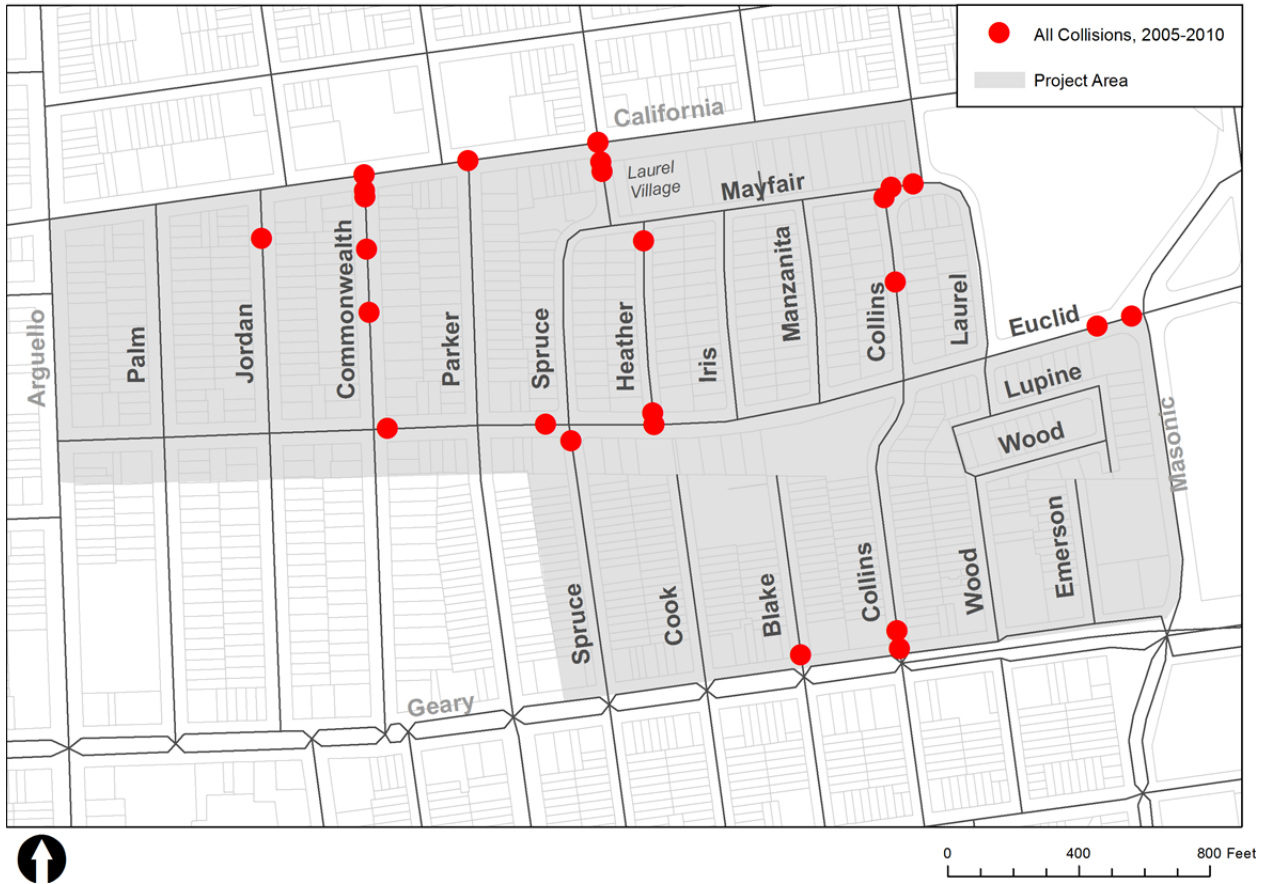 All Collisions, 2005-2010
Project Area
California
Laurel
Village
Mayfair
Arguello
Palm
Jordan
Commonwealth
Parker
Spruce
Heather
Iris
Manzanita
Collins
Laurel
Euclid
Lupine
Wood
Masonic
Spruce
Cook
Blake
Collins
Wood
Emerson
Geary
0 400 800 Feet